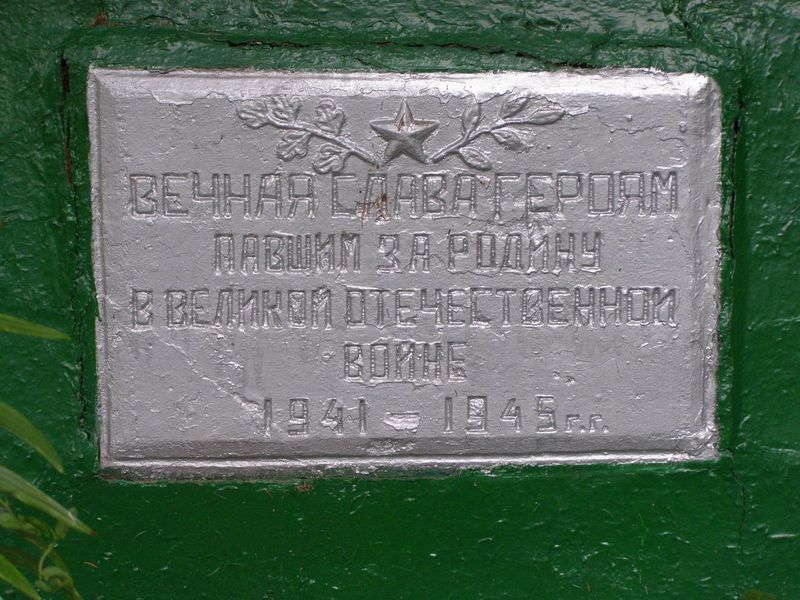 ВЕЧНАЯ СЛАВА ГЕРОЯМ
ПАВШИМ ЗА РОДИНУ
В ВЕЛИКОЙ ОТЕЧЕСТВЕННОЙ
ВОЙНЕ
1941 – 1945 г.г.